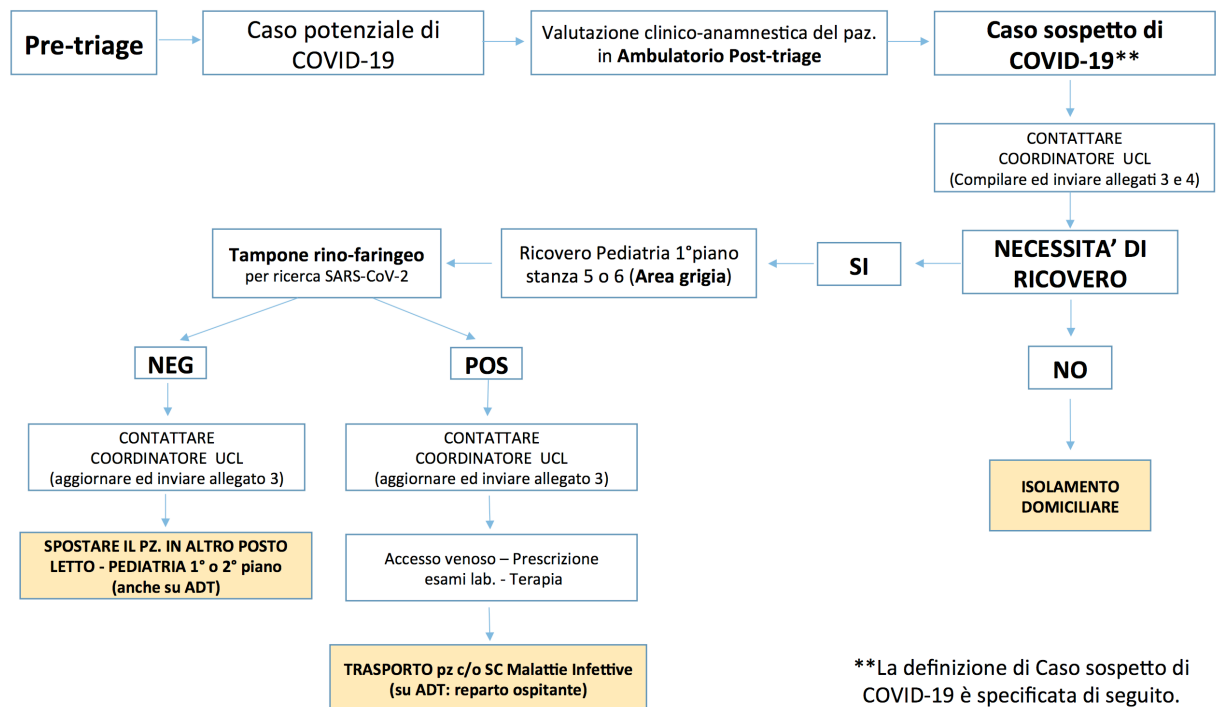 Pre-triage
Caso potenziale di
COVID-19
Valutazione clinico-anamnestica del paz.
in Ambulatorio Post-triage
Caso sospetto di
COVID-19**
CONTATTARE
COORDINATORE UCL
(Compilare ed inviare allegati 3 e 4)
NECESSITA’ DI
RICOVERO
SI
Ricovero Pediatria 1°piano
stanza 5 o 6 (Area grigia)
Tampone rino-faringeo
per ricerca SARS-CoV-2
NEG
POS
NO
CONTATTARE
COORDINATORE UCL
(aggiornare ed inviare allegato 3)
CONTATTARE
COORDINATORE UCL
(aggiornare ed inviare allegato 3)
ISOLAMENTO
DOMICILIARE
SPOSTARE IL PZ. IN ALTRO POSTO
LETTO - PEDIATRIA 1° o 2° piano
(anche su ADT)
Accesso venoso – Prescrizione
esami lab. - Terapia
TRASPORTO pz c/o SC Malattie Infettive
(su ADT: reparto ospitante)
**La definizione di Caso sospetto di
COVID-19 è specificata di seguito.